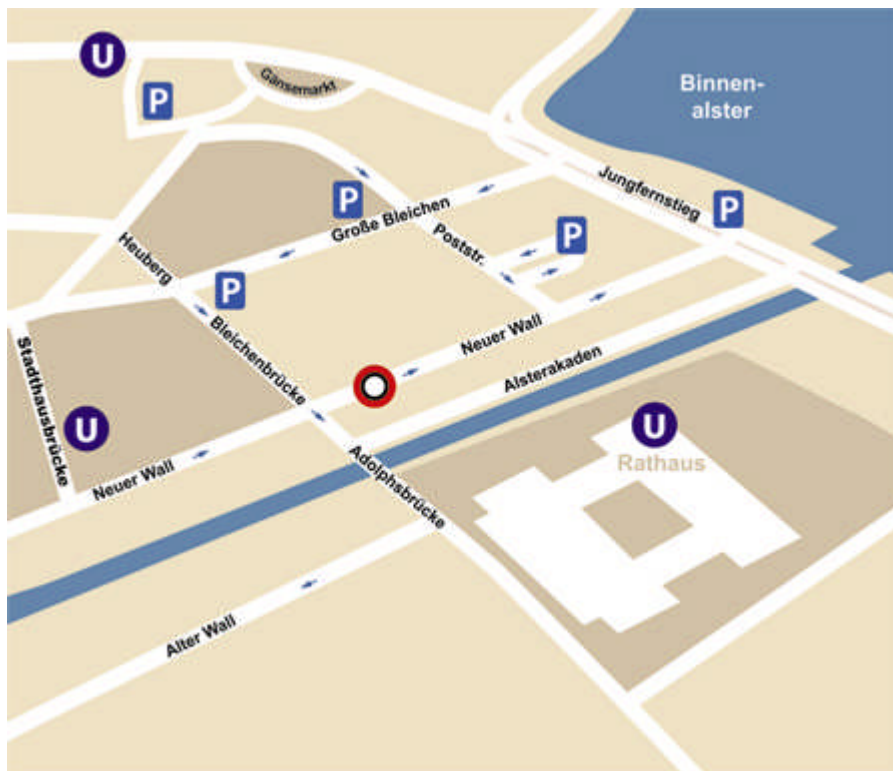 U
Gänsemarkt
P
Binnen-
alster
Jungfernstieg
P
P
Große Bleichen
Poststr.
P
Heuberg
P
Bleichenbrücke
Neuer Wall
Alsterakaden
Stadthausbrücke
U
U
Rathaus
Neuer Wall
Adolphsbrücke
Alter Wall